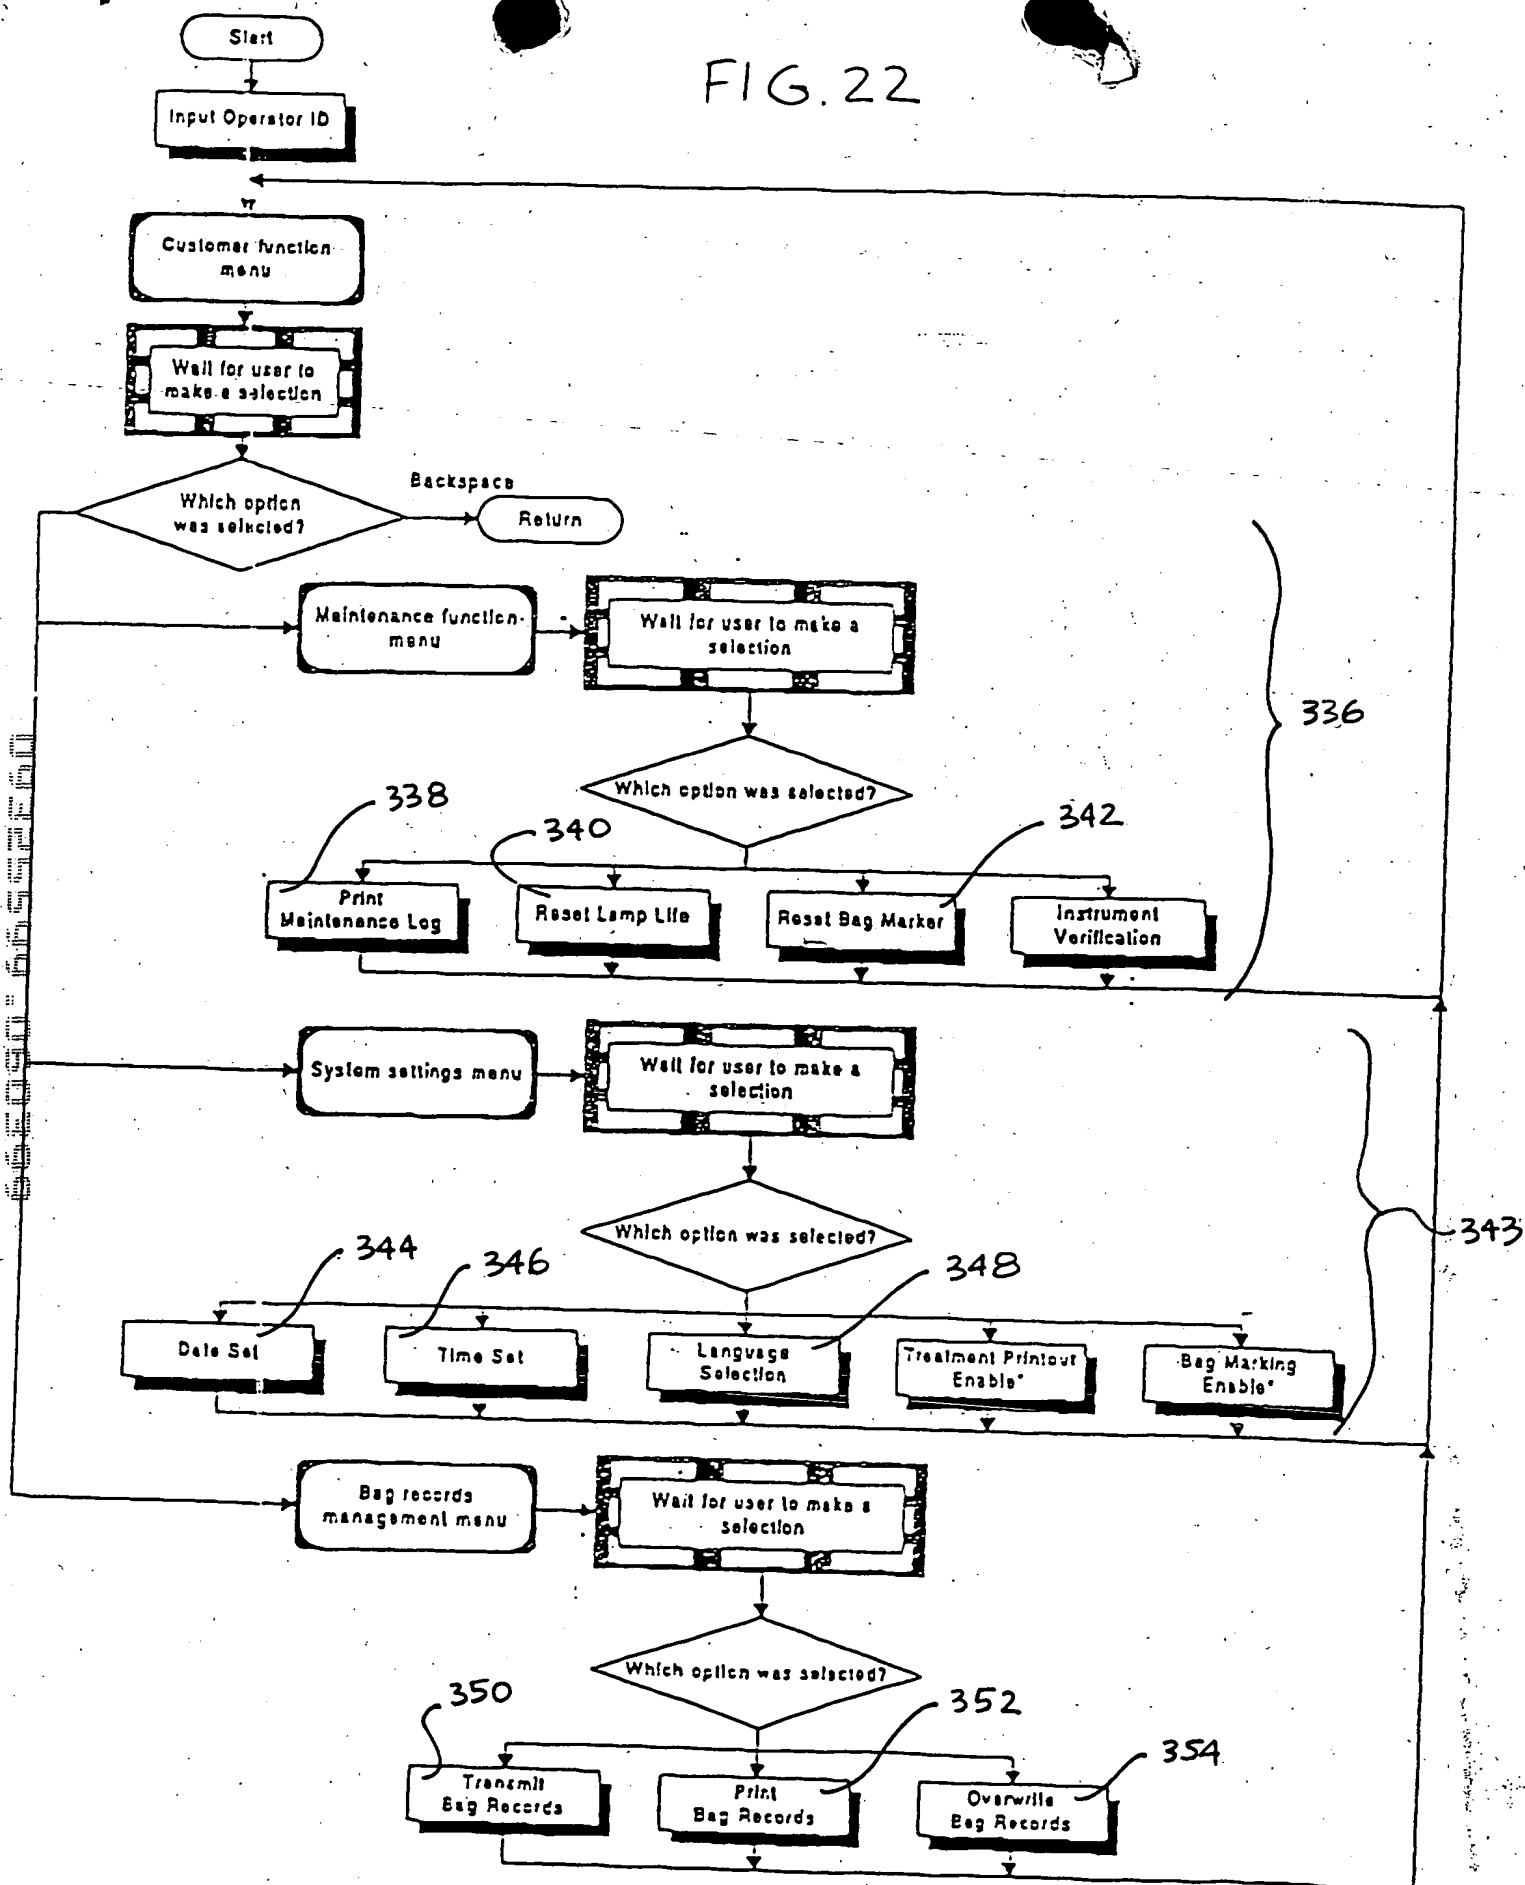 Start
FIG. 22
Input Operator ID
Customer function
menu
Wait for user to
make a selection
Which option
was selected?
Backspace
Return
Maintenance function
menu
Wait for user to make a
selection
336
Which option was selected?
338
340
342
Print
Maintenance Log
Reset Lamp Life
Reset Bag Marker
Instrument
Verification
System settings menu
Wait for user to make a
selection
343
Which option was selected?
344
346
348
Date Set
Time Set
Language
Selection
Treatment Printout
Enable*
Bag Marking
Enable*
Bag records
management menu
Wait for user to make a
selection
Which option was selected?
350
352
354
Transmit
Bag Records
Print
Bag Records
Overwrite
Bag Records